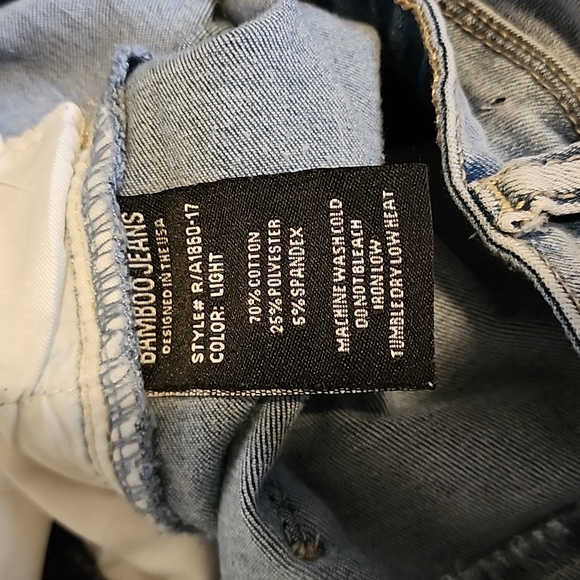 BAMBOO JEANS
DESIGNED IN THE USA
STYLE# R/A1850-17
COLOR: LIGHT
70% COTTON
25% POLYESTER
5% SPANDEX
MACHINE WASH COLD
DO NOT BLEACH
IRON LOW
TUMBLE DRY LOW HEAT